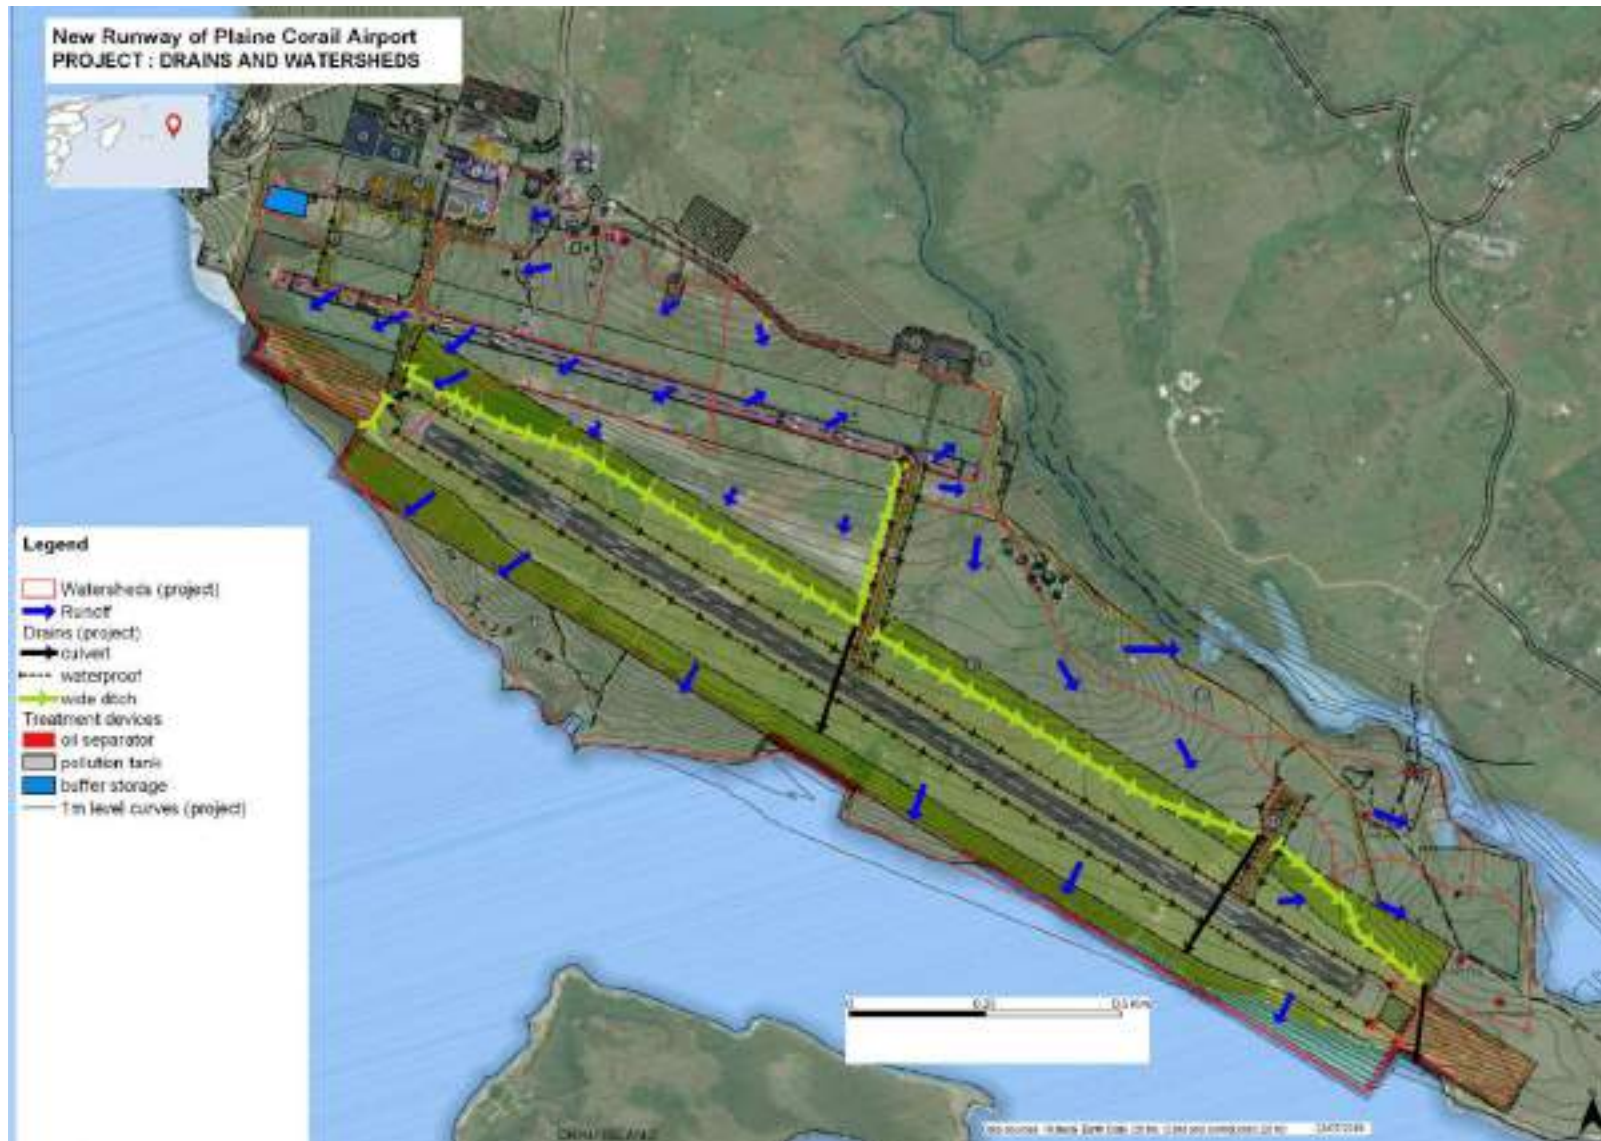 New Runway of Plaine Corail Airport
PROJECT : DRAINS AND WATERSHEDS
Legend
Watersheds (project)
Runoff
Drains (project)
culvert
waterproof
wide ditch
Treatment devices
oil separator
pollution tank
buffer storage
1m level curves (project)
0